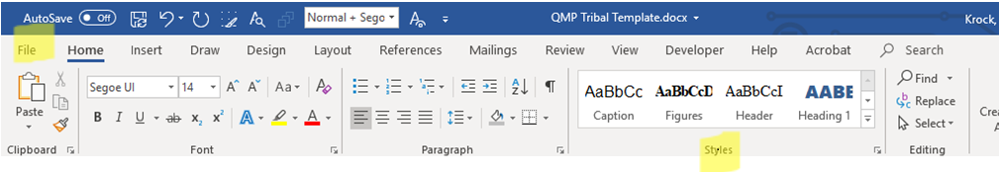 AutoSave Off Normal + Sego QMP Tribal Template.docx Krock,
File Home Insert Draw Design Layout References Mailings Review View Developer Help Acrobat Search
Segoe UI 14 A A Aa A AaBbCc AaBbCcD AaBbCcI AABE Find
Paste Replace
B I U ab x₂ x² A A Caption Figures Header Heading 1 Select Crea
Clipboard Font Paragraph Styles Editing A